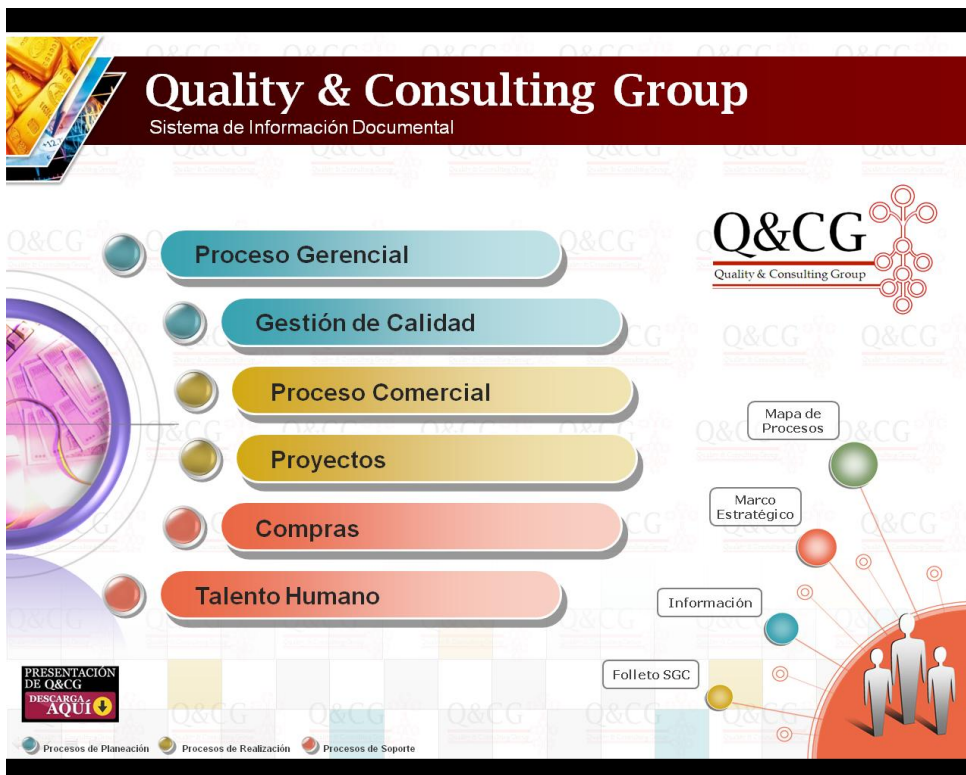 Quality & Consulting Group
Sistema de Información Documental
Q&CG
Quality & Consulting Group
Proceso Gerencial
Gestión de Calidad
Proceso Comercial
Proyectos
Compras
Talento Humano
Mapa de
Procesos
Marco
Estratégico
Información
Folleto SGC
PRESENTACIÓN
DE Q&CG
DESCARGA
AQUÍ
Procesos de Planeación
Procesos de Realización
Procesos de Soporte